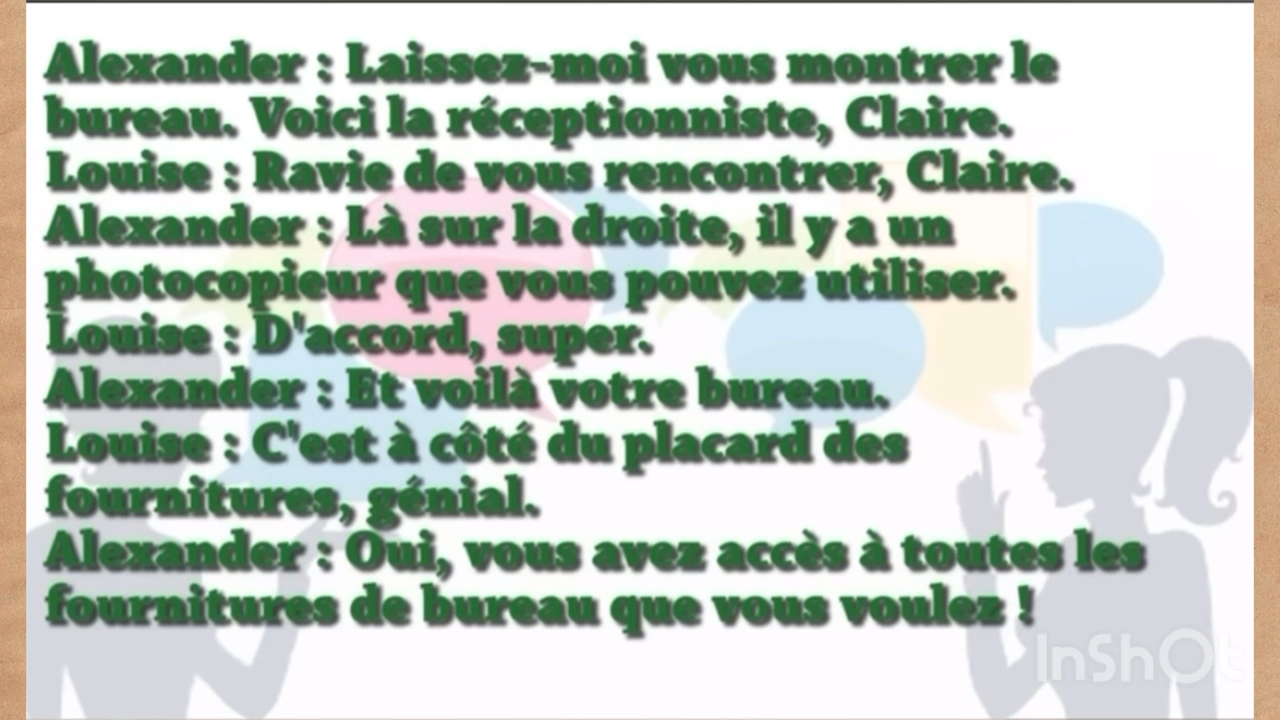 Alexander : Laissez-moi vous montrer le
bureau. Voici la réceptionniste, Claire.
Louise : Ravie de vous rencontrer, Claire.
Alexander : Là sur la droite, il y a un
photocopieur que vous pouvez utiliser.
Louise : D'accord, super.
Alexander : Et voilà votre bureau.
Louise : C'est à côté du placard des
fournitures, génial.
Alexander : Oui, vous avez accès à toutes les
fournitures de bureau que vous voulez !
InShOt